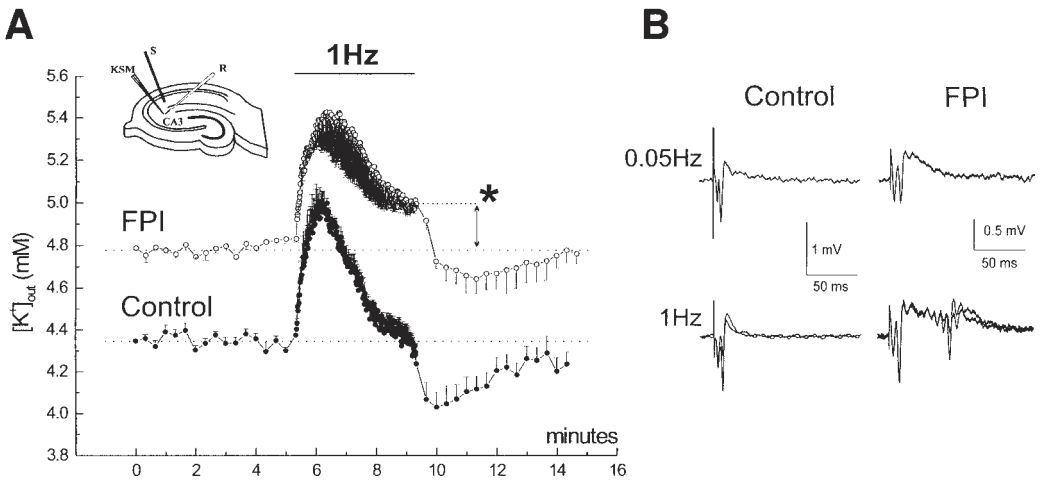 A
B
1Hz
S
R
KSM
CA3
5.6
5.4
5.2
5.0
4.8
4.6
4.4
4.2
4.0
3.8
[K⁺]out (mM)
FPI
*
Control
minutes
0 2 4 6 8 10 12 14 16
Control FPI
0.05Hz
1 mV
50 ms
0.5 mV
50 ms
1Hz